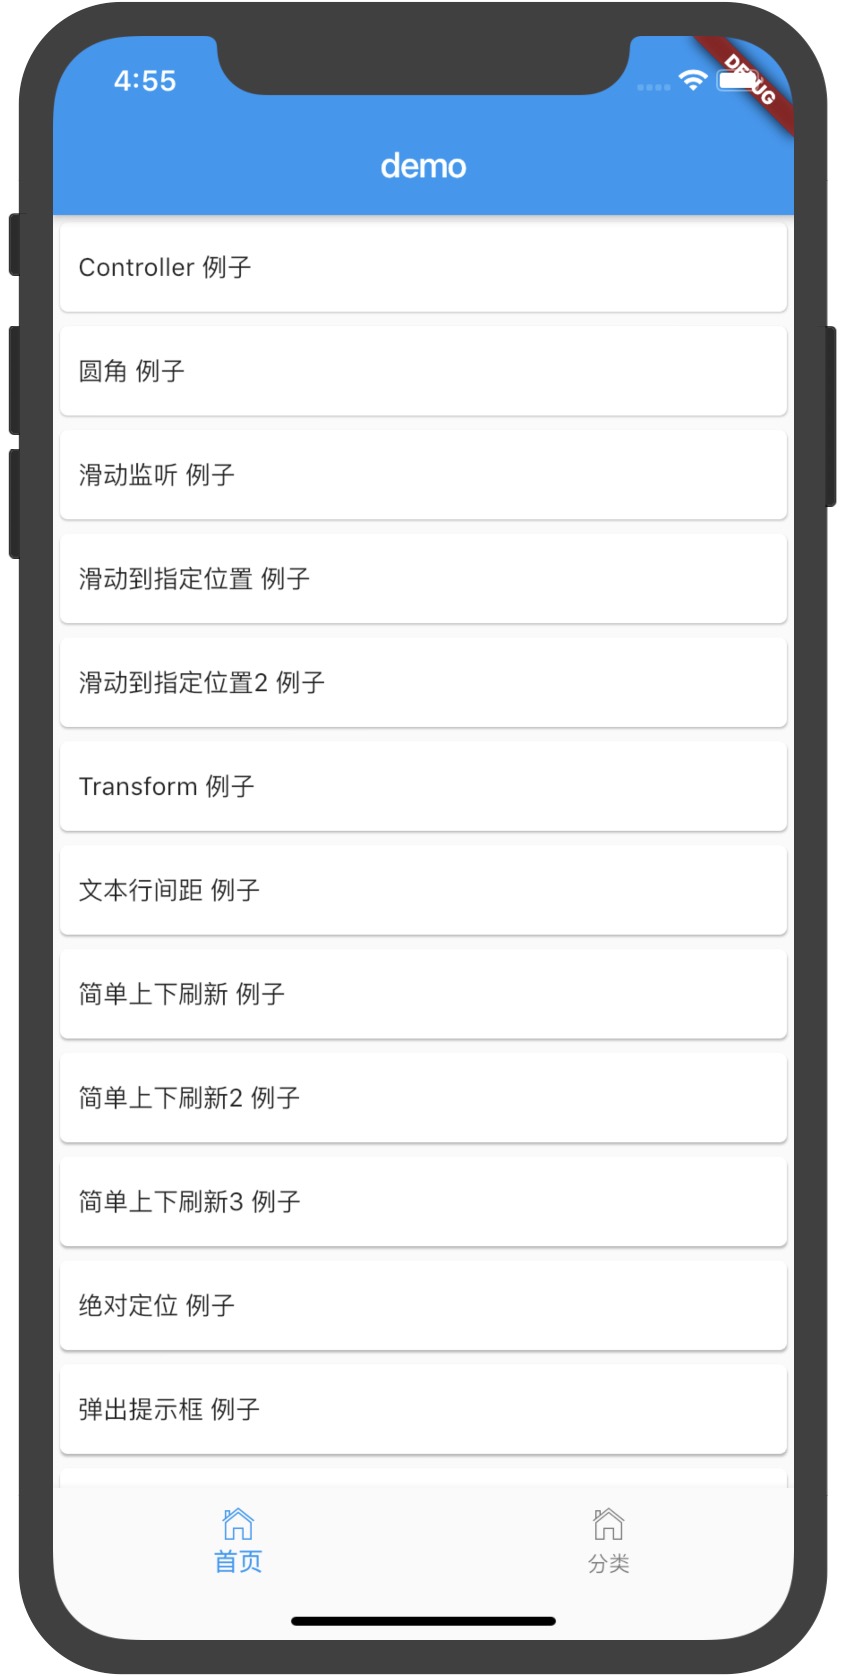 4:55
DEBUG
demo
Controller 例子
圆角 例子
滑动监听 例子
滑动到指定位置 例子
滑动到指定位置2 例子
Transform 例子
文本行间距 例子
简单上下刷新 例子
简单上下刷新2 例子
简单上下刷新3 例子
绝对定位 例子
弹出提示框 例子
首页
分类